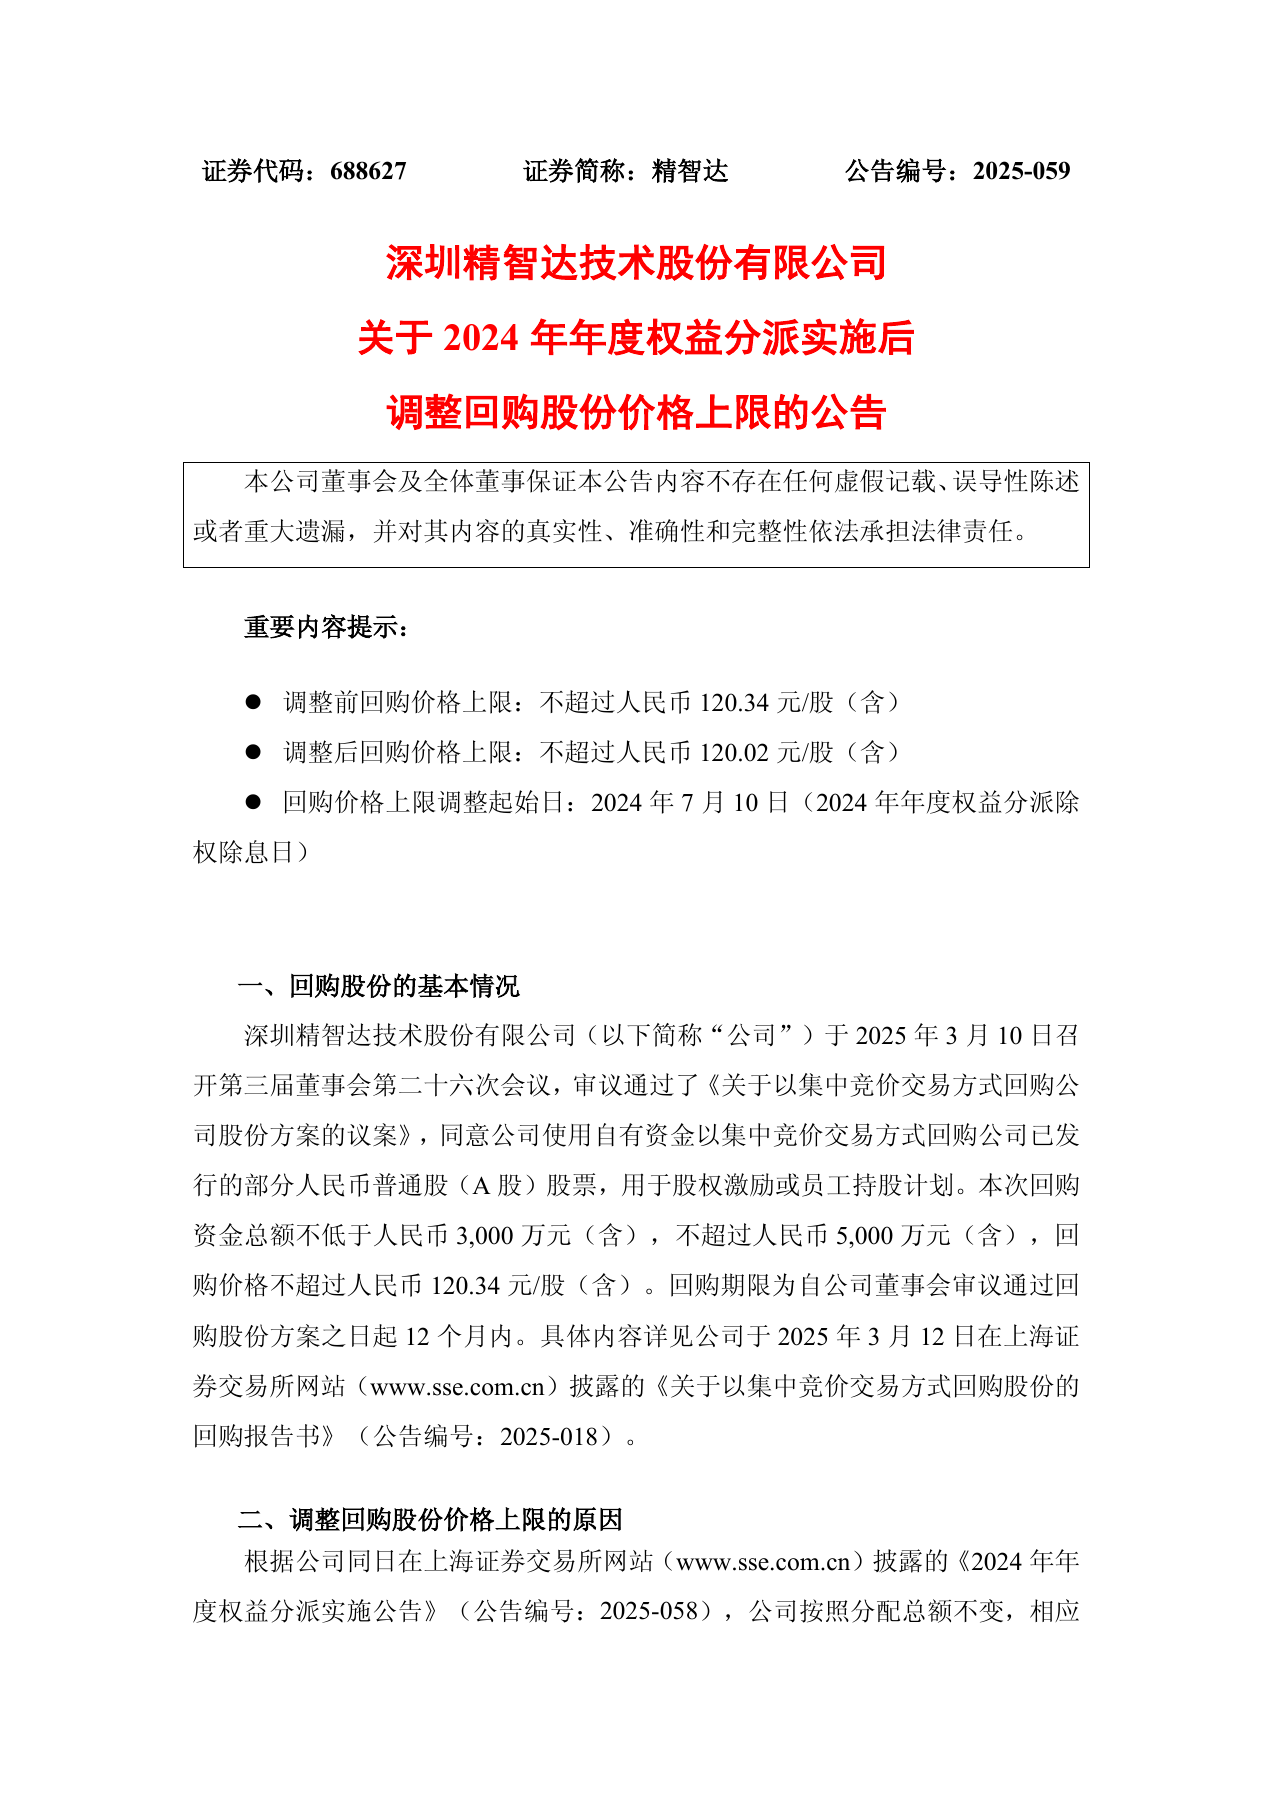 证券代码：688627 证券简称：精智达 公告编号：2025-059
深圳精智达技术股份有限公司
关于 2024 年年度权益分派实施后
调整回购股份价格上限的公告
本公司董事会及全体董事保证本公告内容不存在任何虚假记载、误导性陈述
或者重大遗漏，并对其内容的真实性、准确性和完整性依法承担法律责任。
重要内容提示：
● 调整前回购价格上限：不超过人民币 120.34 元/股（含）
● 调整后回购价格上限：不超过人民币 120.02 元/股（含）
● 回购价格上限调整起始日：2024 年 7 月 10 日（2024 年年度权益分派除
权除息日）
一、回购股份的基本情况
深圳精智达技术股份有限公司（以下简称“公司”）于 2025 年 3 月 10 日召
开第三届董事会第二十六次会议，审议通过了《关于以集中竞价交易方式回购公
司股份方案的议案》，同意公司使用自有资金以集中竞价交易方式回购公司已发
行的部分人民币普通股（A 股）股票，用于股权激励或员工持股计划。本次回购
资金总额不低于人民币 3,000 万元（含），不超过人民币 5,000 万元（含），回
购价格不超过人民币 120.34 元/股（含）。回购期限为自公司董事会审议通过回
购股份方案之日起 12 个月内。具体内容详见公司于 2025 年 3 月 12 日在上海证
券交易所网站（www.sse.com.cn）披露的《关于以集中竞价交易方式回购股份的
回购报告书》（公告编号：2025-018）。
二、调整回购股份价格上限的原因
根据公司同日在上海证券交易所网站（www.sse.com.cn）披露的《2024 年年
度权益分派实施公告》（公告编号：2025-058），公司按照分配总额不变，相应